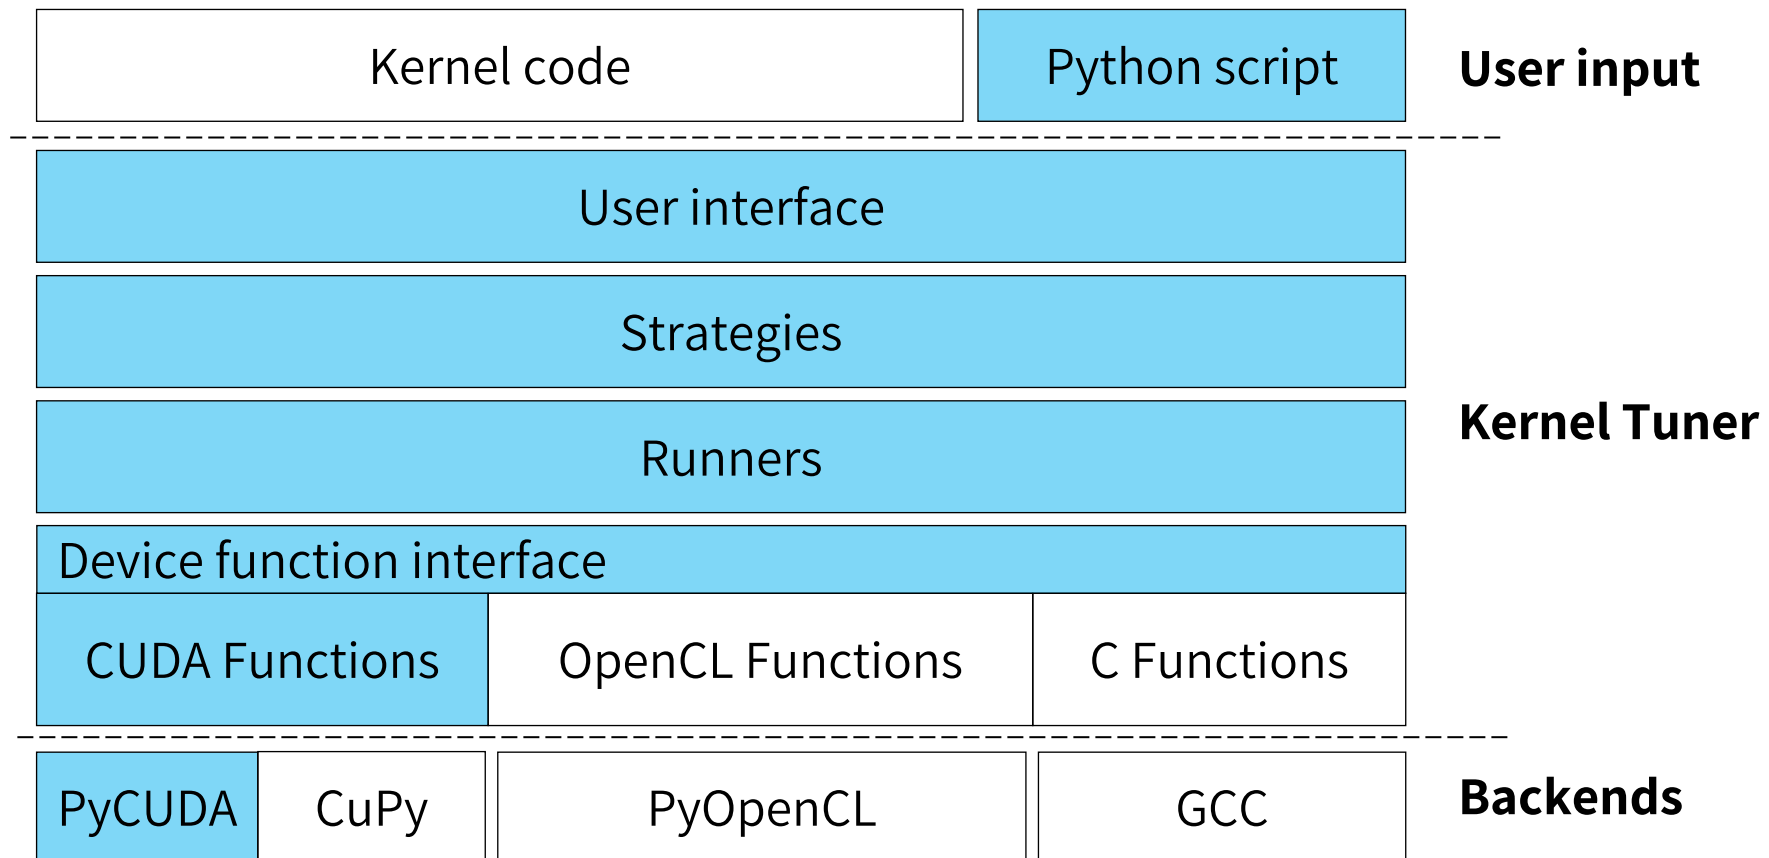 Kernel code
Python script
User input
User interface
Strategies
Runners
Kernel Tuner
Device function interface
CUDA Functions
OpenCL Functions
C Functions
PyCUDA
CuPy
PyOpenCL
GCC
Backends